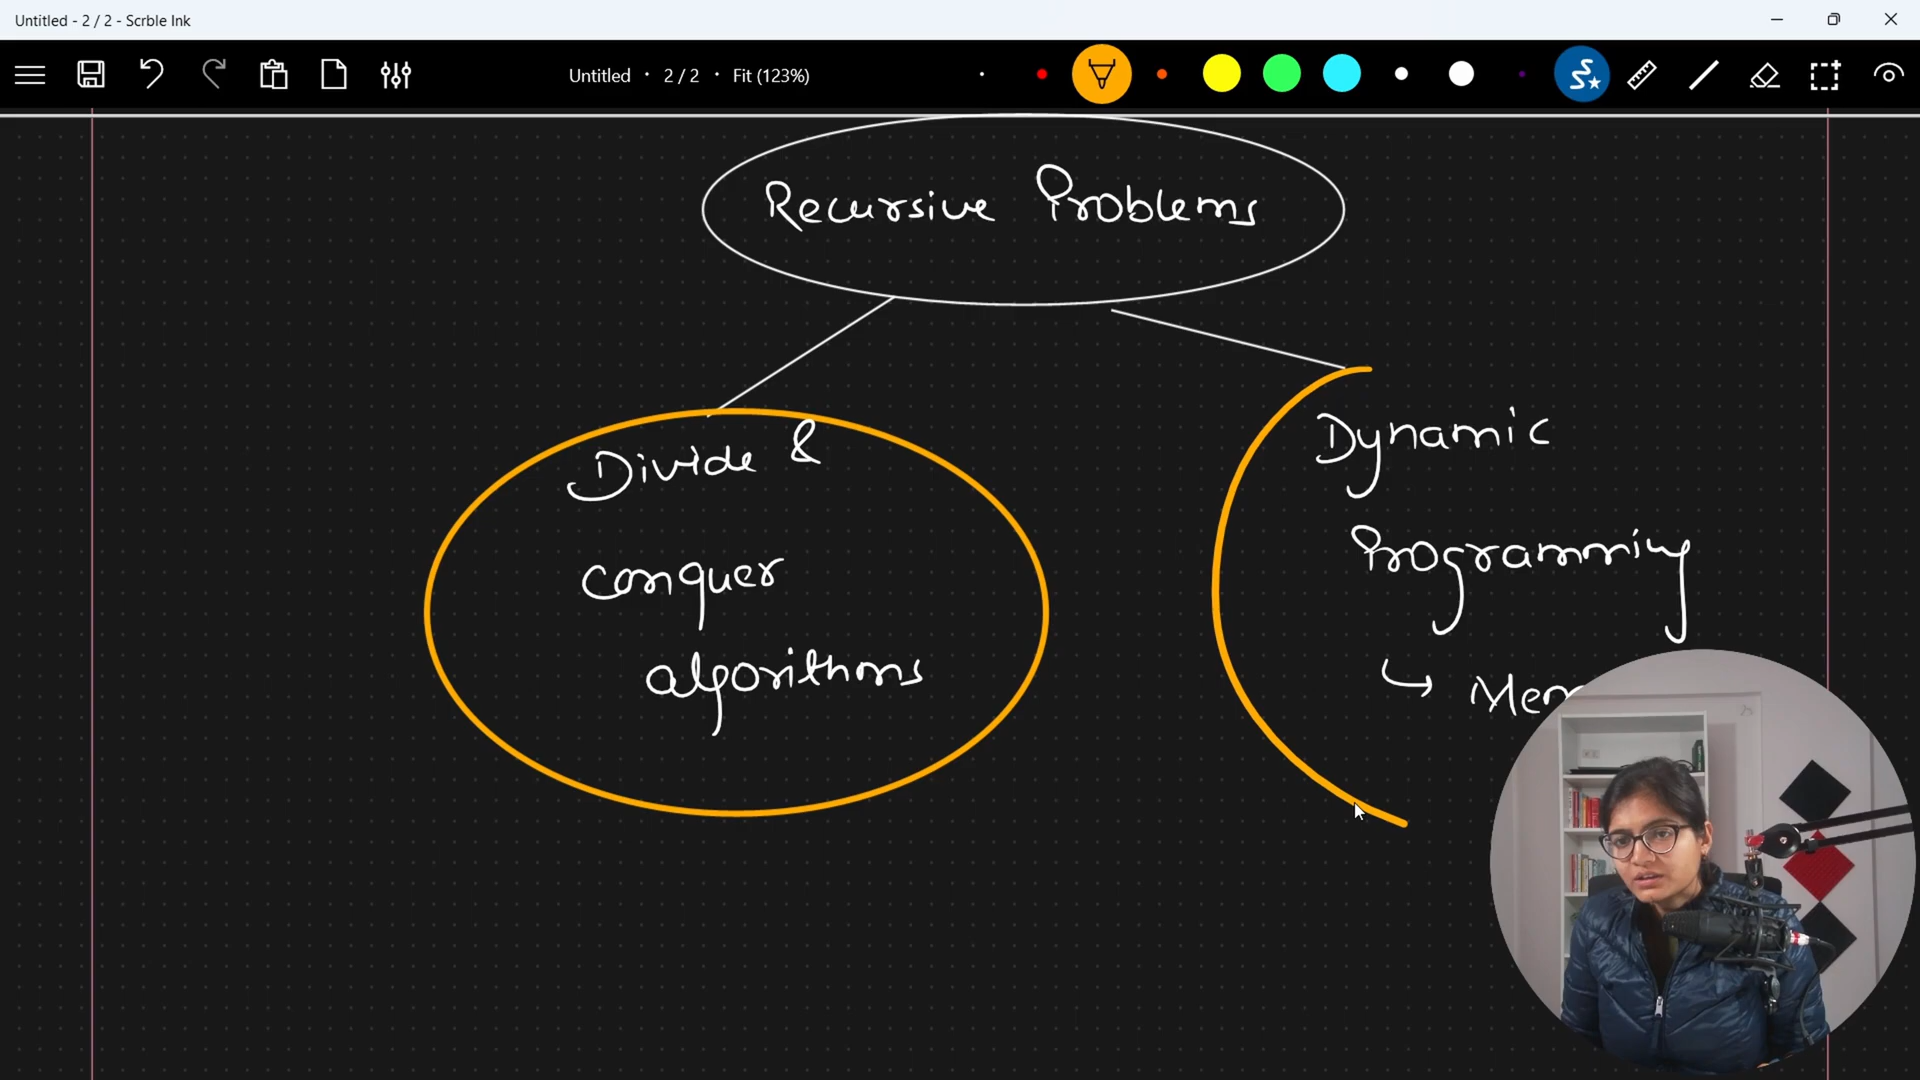 Untitled - 2 / 2 - Scrble Ink
Untitled • 2 / 2 • Fit (123%)
Recursive Problems
Divide &
conquer
algorithms
Dynamic
Programming